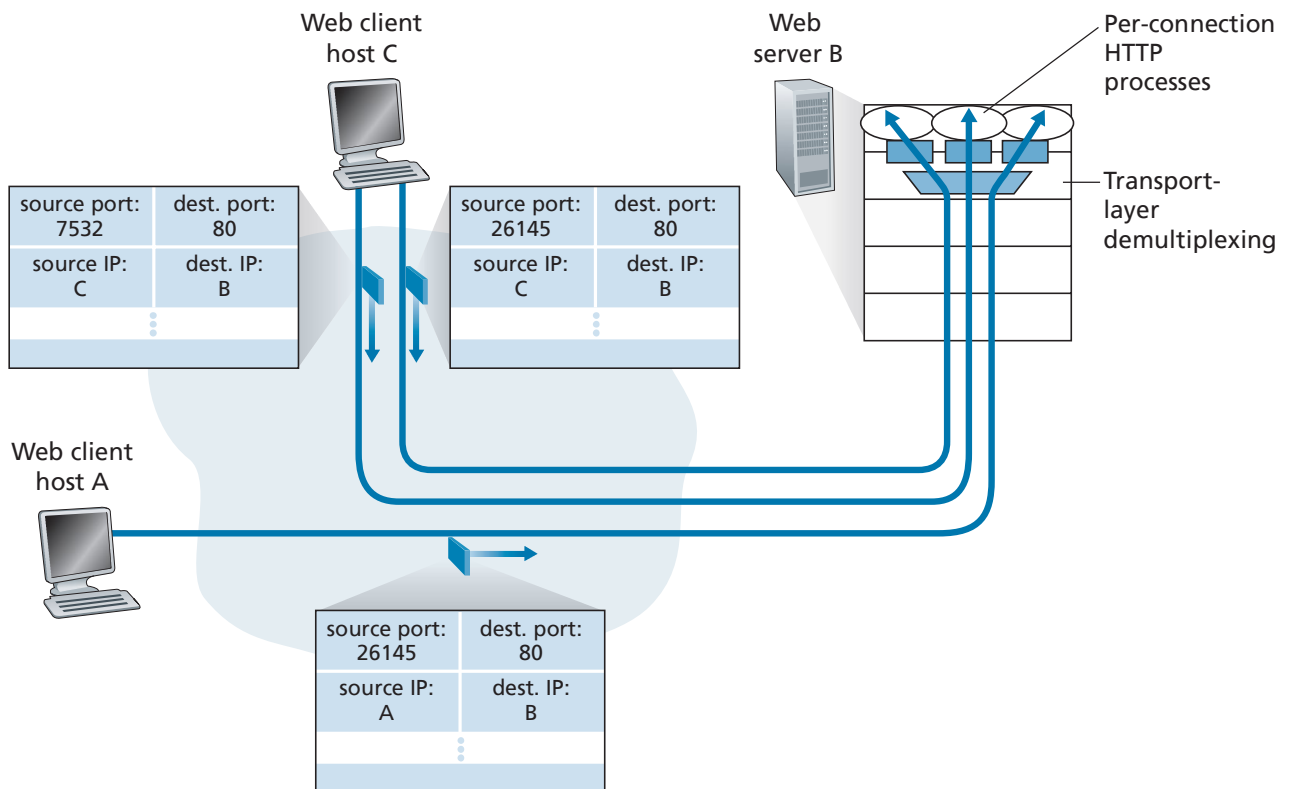 Web client
host C
Web
server B
Per-connection
HTTP
processes
Transport-
layer
demultiplexing
source port:
7532
dest. port:
80
source IP:
C
dest. IP:
B
source port:
26145
dest. port:
80
source IP:
C
dest. IP:
B
Web client
host A
source port:
26145
dest. port:
80
source IP:
A
dest. IP:
B